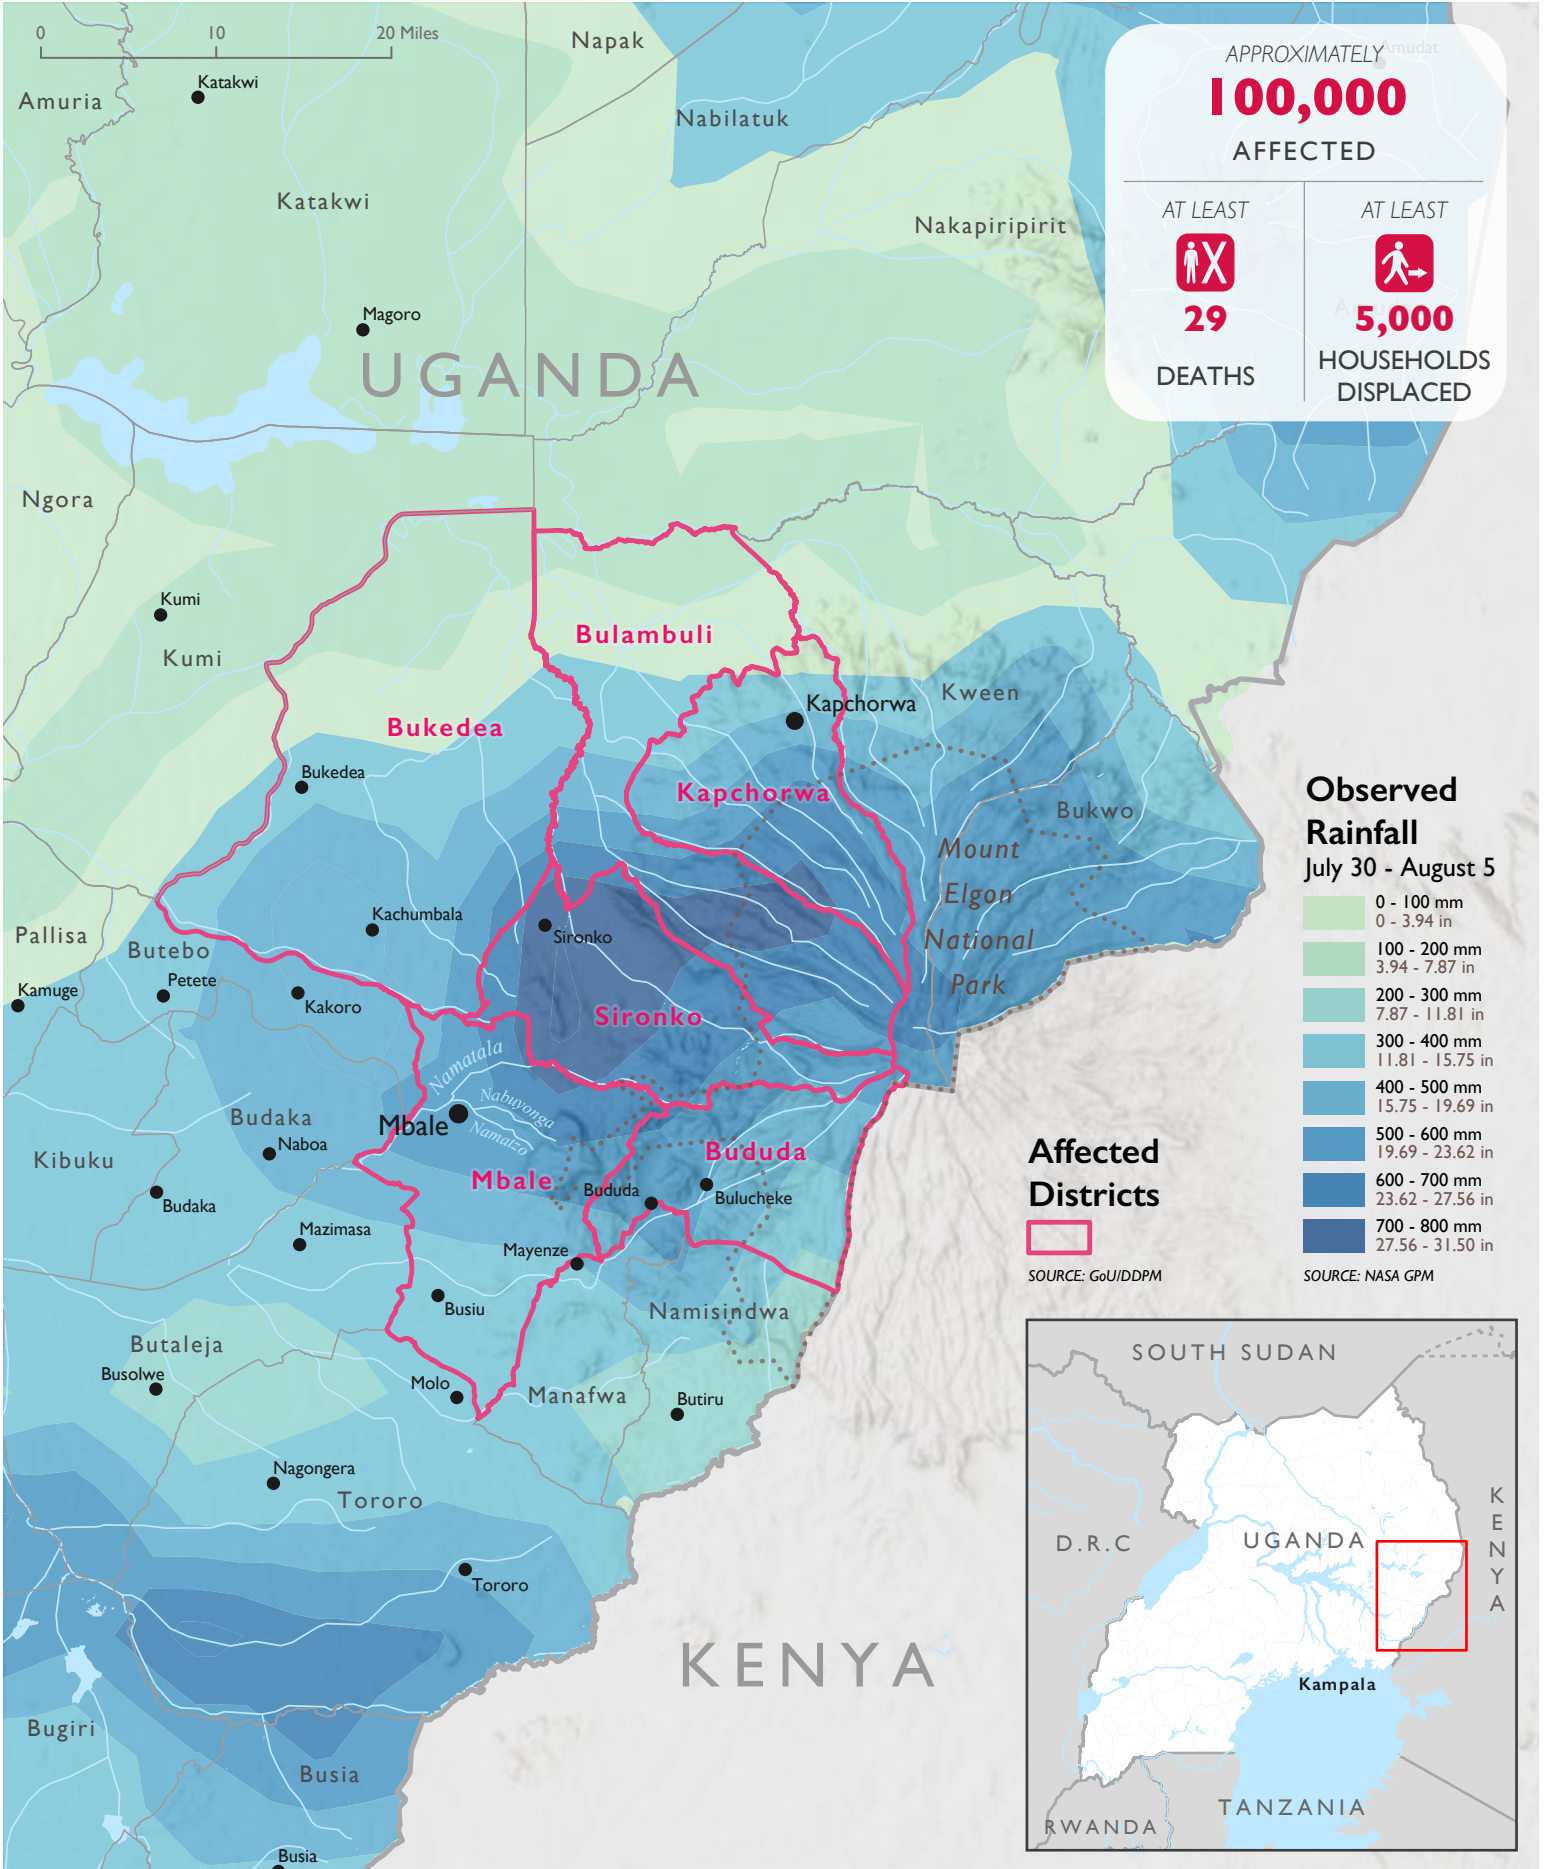 0
10
20 Miles
Napak
Amudat
Katakwi
Amuria
Nabilatuk
APPROXIMATELY
100,000
AFFECTED
AT LEAST
29
DEATHS
AT LEAST
5,000
HOUSEHOLDS
DISPLACED
Katakwi
Nakapiripirit
Magoro
UGANDA
Ngora
Kumi
Kumi
Bulambuli
Kween
Kapchorwa
Bukedea
Bukedea
Kapchorwa
Bukwo
Mount
Elgon
National
Park
Kachumbala
Sironko
Pallisa
Butebo
Petete
Kamuge
Kakoro
Sironko
Namatala
Nabuyonga
Namatzo
Mbale
Budaka
Naboa
Kibuku
Budaka
Mbale
Bududa
Bududa
Bulucheke
Mazimasa
Mayenze
Busiu
Namisindwa
Butaleja
Busolwe
Molo
Manafwa
Butiru
Nagongera
Tororo
Tororo
KENYA
Bugiri
Busia
Busia
Observed
Rainfall
July 30 - August 5
0 - 100 mm
0 - 3.94 in
100 - 200 mm
3.94 - 7.87 in
200 - 300 mm
7.87 - 11.81 in
300 - 400 mm
11.81 - 15.75 in
400 - 500 mm
15.75 - 19.69 in
500 - 600 mm
19.69 - 23.62 in
600 - 700 mm
23.62 - 27.56 in
700 - 800 mm
27.56 - 31.50 in
SOURCE: NASA GPM
Affected
Districts
SOURCE: GoU/DDPM
SOUTH SUDAN
D.R.C
UGANDA
KENYA
Kampala
TANZANIA
RWANDA